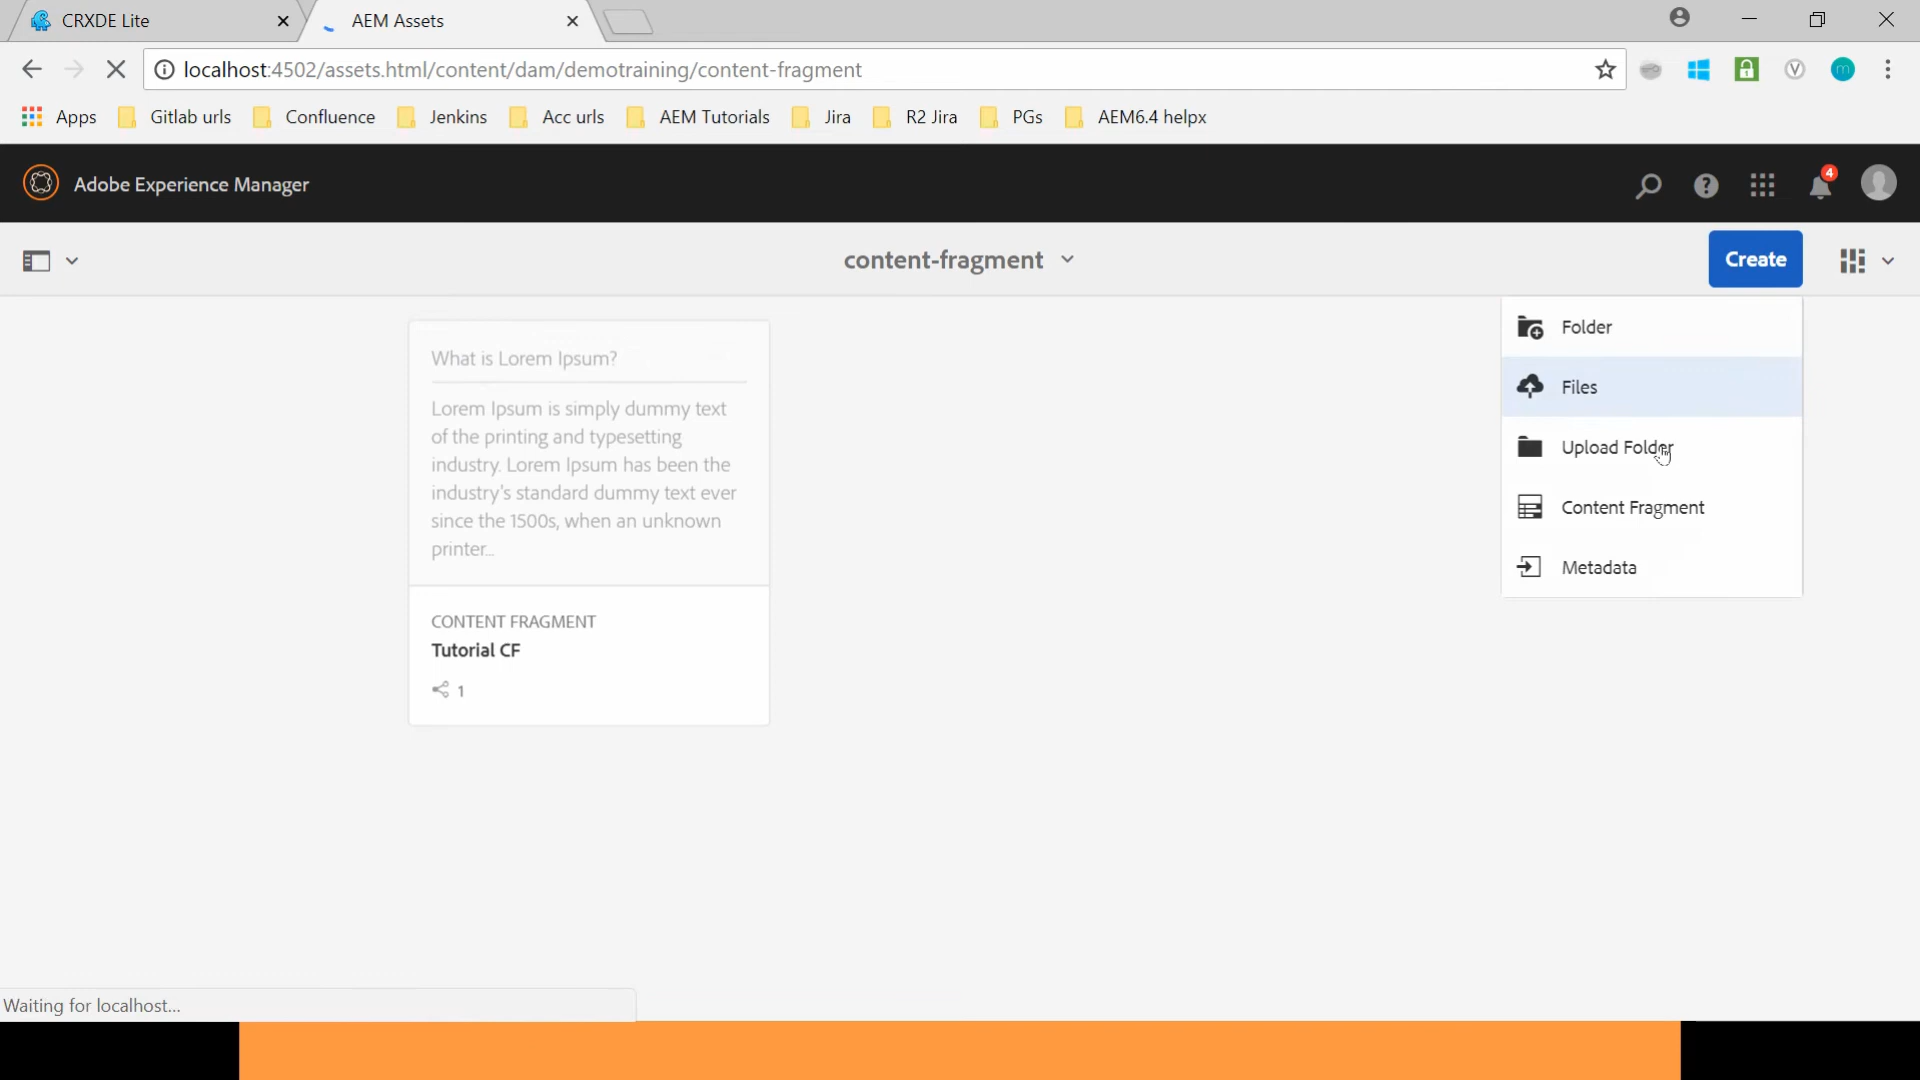 CRXDE Lite
AEM Assets
localhost:4502/assets.html/content/dam/demotraining/content-fragment
Apps
Gitlab urls
Confluence
Jenkins
Acc urls
AEM Tutorials
Jira
R2 Jira
PGs
AEM6.4 helpx
Adobe Experience Manager
4
content-fragment
Create
Folder
Files
Upload Folder
Content Fragment
Metadata
What is Lorem Ipsum?
Lorem Ipsum is simply dummy text
of the printing and typesetting
industry. Lorem Ipsum has been the
industry's standard dummy text ever
since the 1500s, when an unknown
printer...
CONTENT FRAGMENT
Tutorial CF
1
Waiting for localhost...